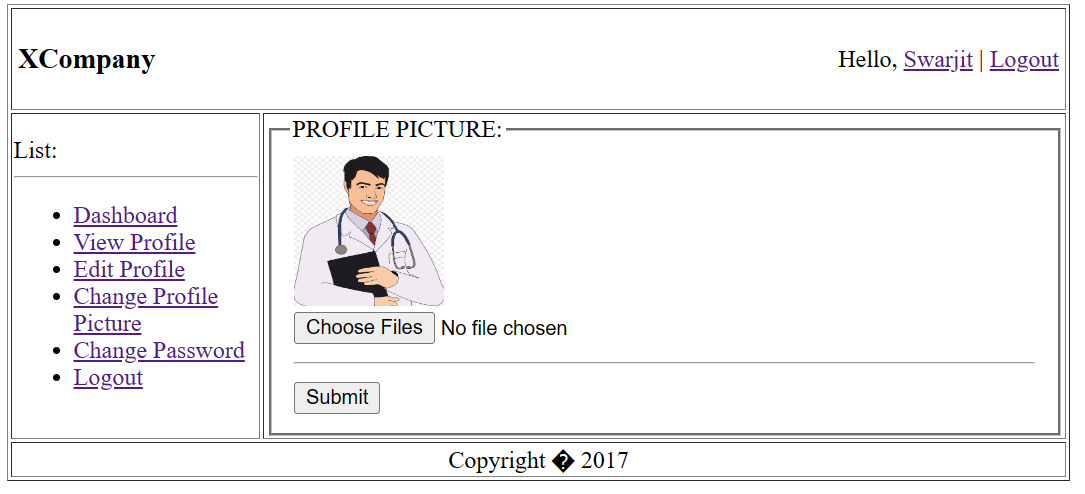 XCompany
Hello, Swarjit | Logout
List:
Dashboard
View Profile
Edit Profile
Change Profile
Picture
Change Password
Logout
PROFILE PICTURE:
Choose Files No file chosen
Submit
Copyright � 2017